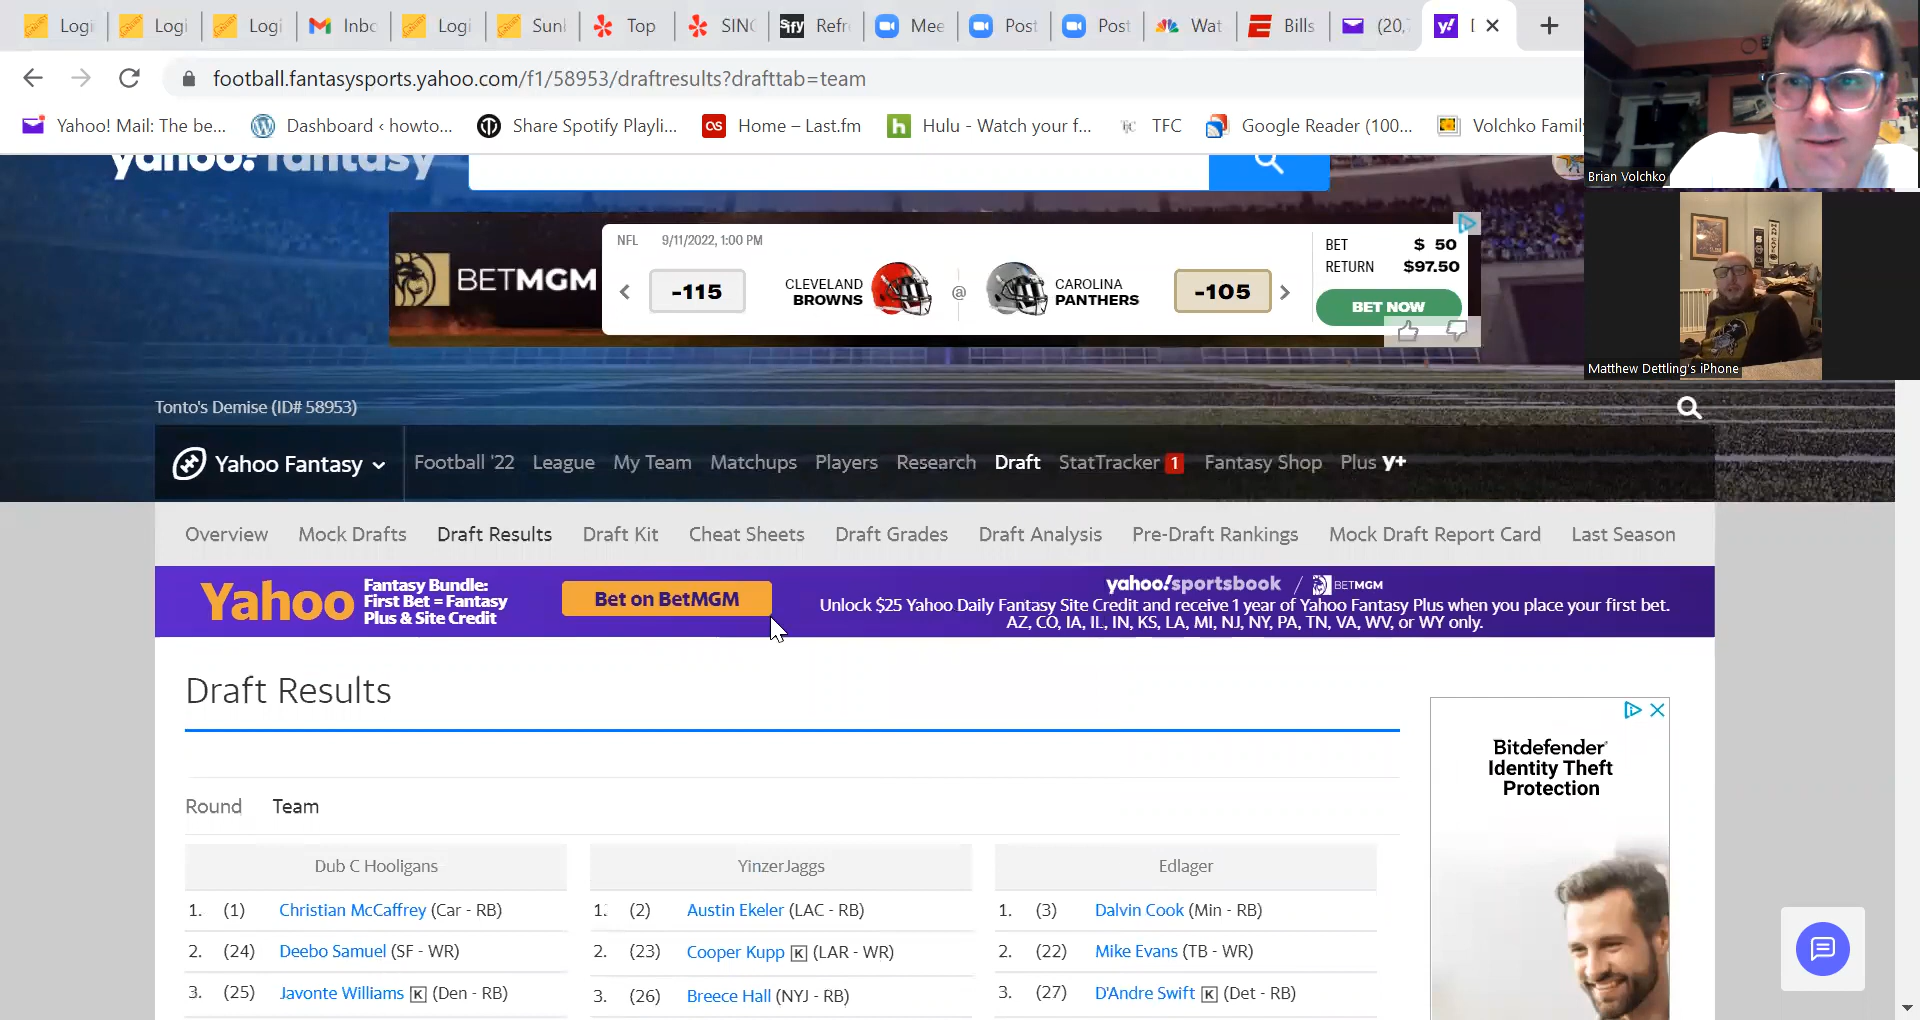 Logi
Logi
Logi
Inbo
Logi
Sunl
Top
SINC
Sify Refr
Mee
Post
Post
Wat
Bills
(20,
football.fantasysports.yahoo.com/f1/58953/draftresults?drafttab=team
Yahoo! Mail: The be...
Dashboard ‹ howto...
Share Spotify Playli...
Home – Last.fm
Hulu - Watch your f...
TFC
Google Reader (100...
Volchko Family
Brian Volchko
Matthew Dettling's iPhone
yahoo! fantasy
BETMGM
NFL 9/11/2022, 1:00 PM
-115
CLEVELAND
BROWNS
@
CAROLINA
PANTHERS
-105
BET $ 50
RETURN $97.50
BET NOW
Tonto's Demise (ID# 58953)
Yahoo Fantasy
Football '22
League
My Team
Matchups
Players
Research
Draft
StatTracker 1
Fantasy Shop
Plus y+
Overview
Mock Drafts
Draft Results
Draft Kit
Cheat Sheets
Draft Grades
Draft Analysis
Pre-Draft Rankings
Mock Draft Report Card
Last Season
Yahoo
Fantasy Bundle:
First Bet = Fantasy
Plus & Site Credit
Bet on BetMGM
yahoo!sportsbook / BETMGM
Unlock $25 Yahoo Daily Fantasy Site Credit and receive 1 year of Yahoo Fantasy Plus when you place your first bet.
AZ, CO, IA, IL, IN, KS, LA, MI, NJ, NY, PA, TN, VA, WV, or WY only.
Draft Results
Round Team
Dub C Hooligans
1. (1) Christian McCaffrey (Car - RB)
2. (24) Deebo Samuel (SF - WR)
3. (25) Javonte Williams K (Den - RB)
YinzerJaggs
1. (2) Austin Ekeler (LAC - RB)
2. (23) Cooper Kupp K (LAR - WR)
3. (26) Breece Hall (NYJ - RB)
Edlager
1. (3) Dalvin Cook (Min - RB)
2. (22) Mike Evans (TB - WR)
3. (27) D'Andre Swift K (Det - RB)
Bitdefender
Identity Theft
Protection